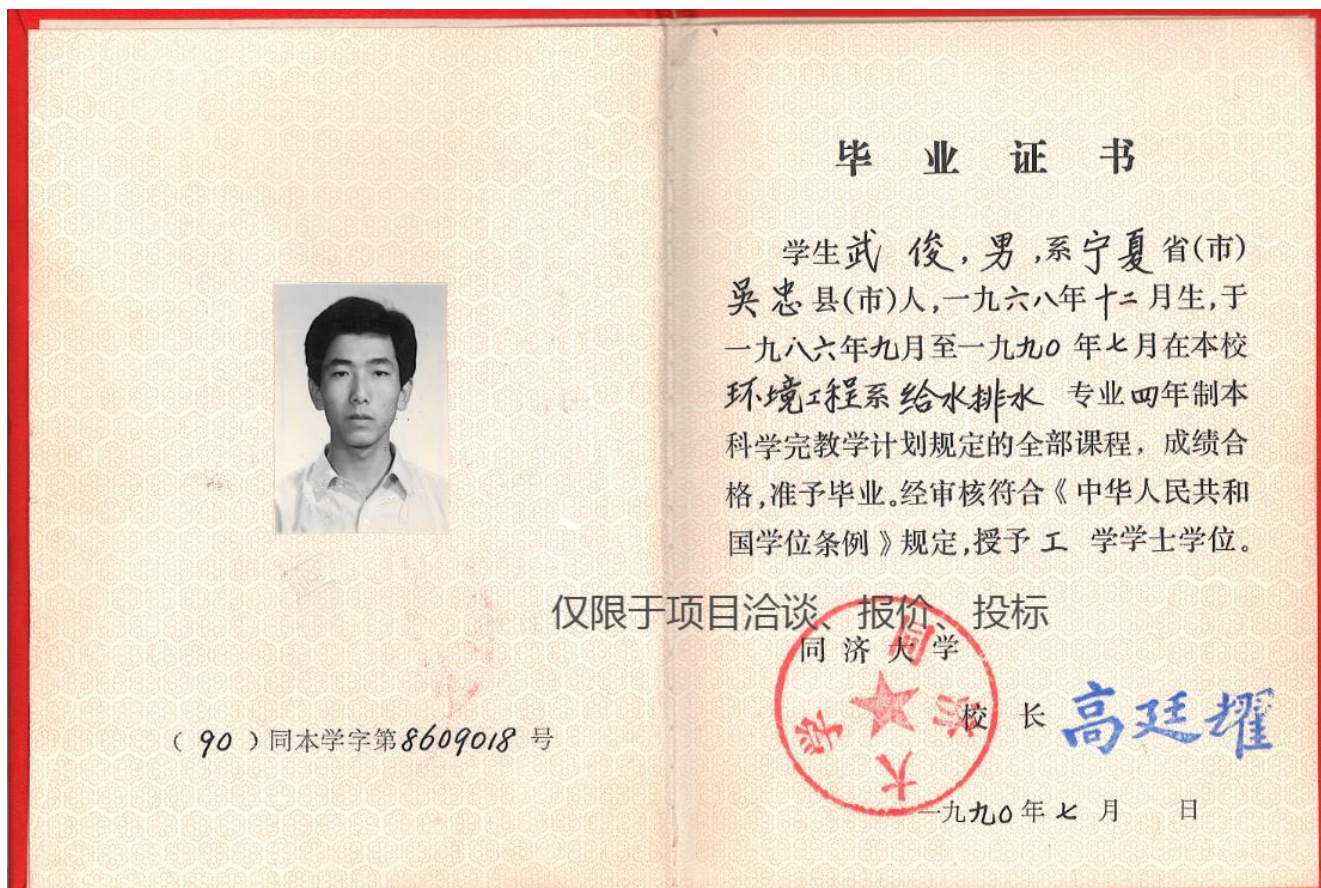 (90)同本学字第8609018号
毕业证书
学生武俊,男,系宁夏省(市)
吴忠县(市)人,一九六八年十二月生,于
一九八六年九月至一九九〇年七月在本校
环境工程系给水排水 专业四年制本
科学完教学计划规定的全部课程，成绩合
格,准予毕业。经审核符合《中华人民共和
国学位条例》规定,授予工 学学士学位。
仅限于项目洽谈、报价、投标
同济大学
同济大学
校 长 高廷耀
一九九〇年七月 日